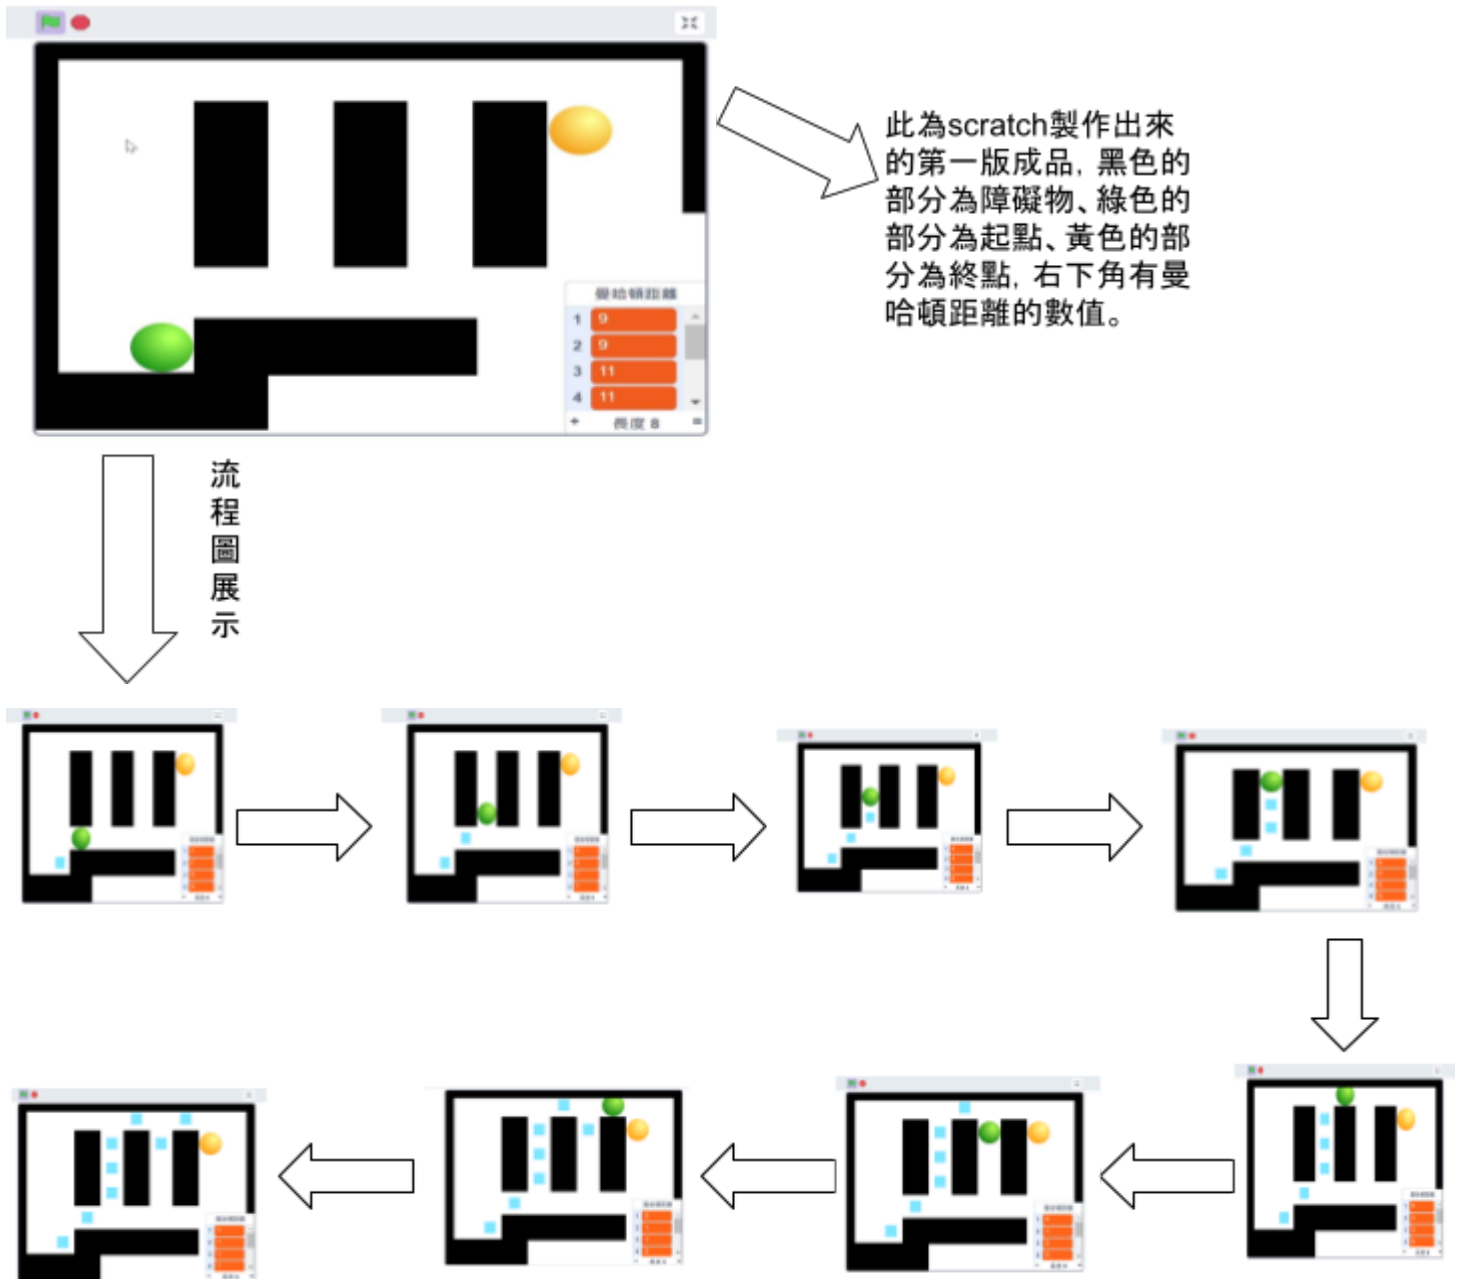 此為scratch製作出來
的第一版成品, 黑色的
部分為障礙物、綠色的
部分為起點、黃色的部
分為終點, 右下角有曼
哈頓距離的數值。
曼哈頓距離
1 9
2 9
3 11
4 11
+ 長度 8 =
流程圖展示